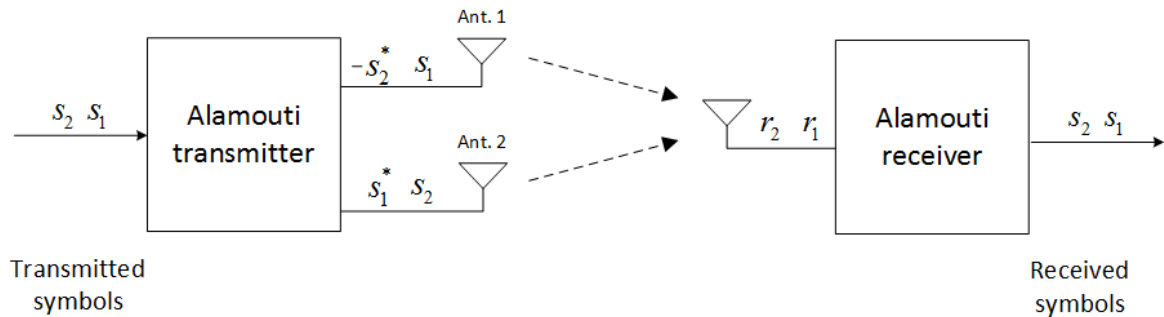 Ant. 1
-s₂* s₁
s₂ s₁
Alamouti
transmitter
Ant. 2
s₁* s₂
r₂ r₁
Alamouti
receiver
s₂ s₁
Transmitted
symbols
Received
symbols